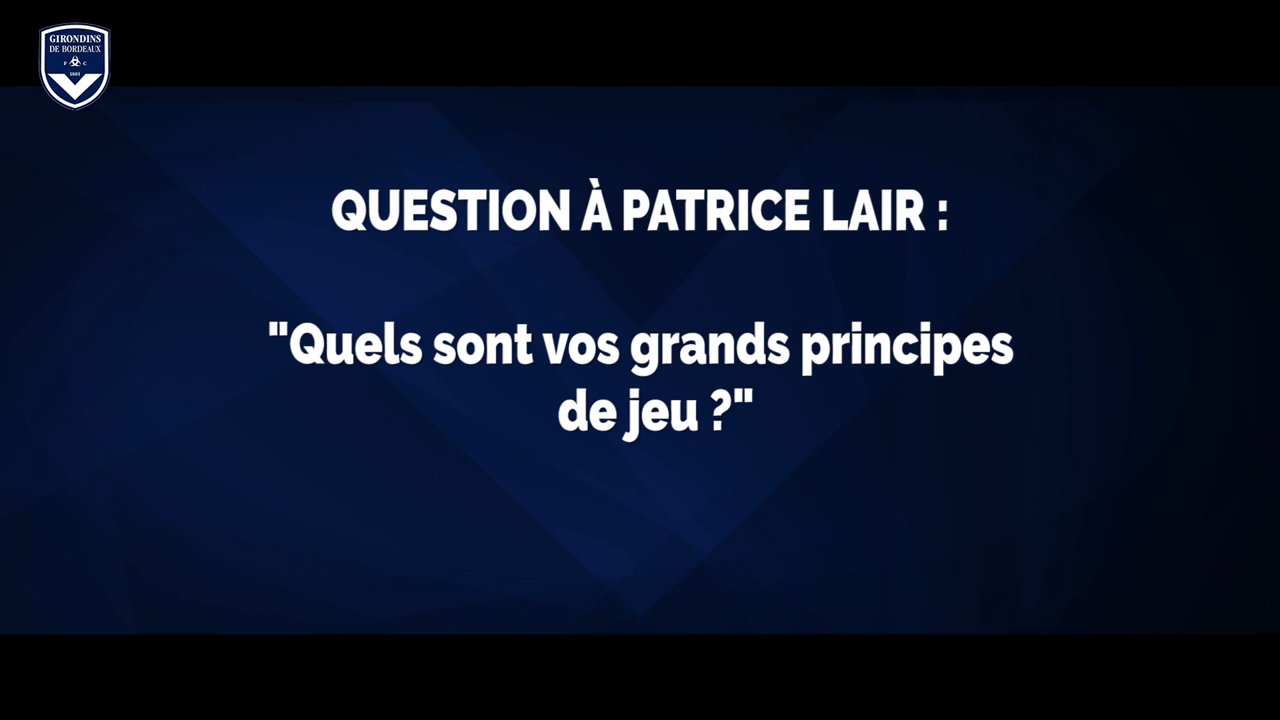 GIRONDINS
DE BORDEAUX
F C
1881
QUESTION À PATRICE LAIR :
"Quels sont vos grands principes
de jeu ?"